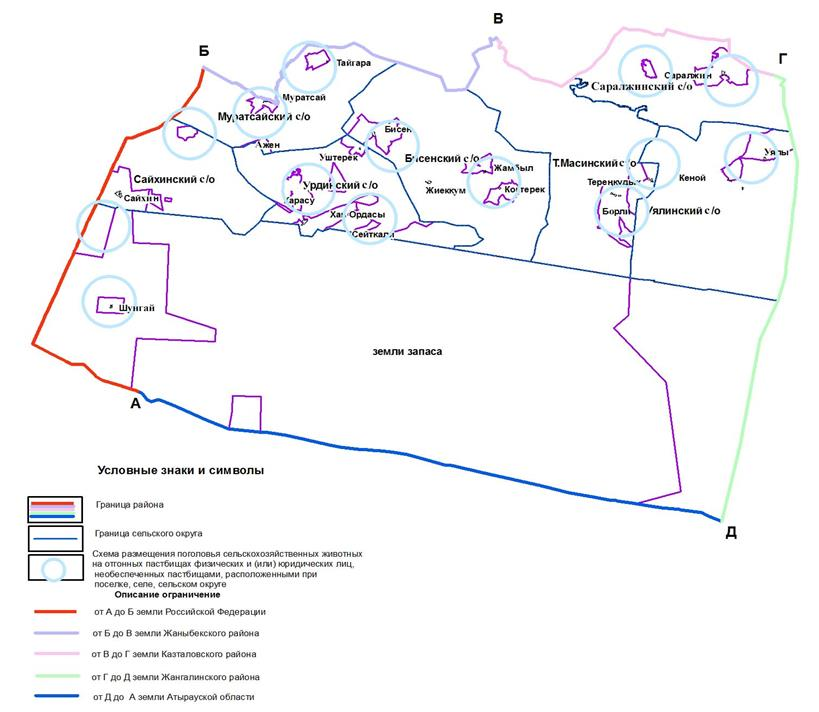 В
Б
Г
Тайгара
Саралжин
Саралжинский с/о
Муратсай
Муратсайский с/о
Бисен
Ажен
Уштерек
Бисенский с/о
Т.Масинский с/о
Жамбыл
Кеной
Уялы
Сайхинский с/о
Урдинский с/о
Жиеккум
Коктерек
Теренкуль
Сайхин
Карасу
Хан Ордасы
Борли
Уялинский с/о
Сейткали
Шунгай
земли запаса
А
Д
Условные знаки и символы
Граница района
Граница сельского округа
Схема размещения поголовья сельскохозяйственных животных
на отгонных пастбищах физических и (или) юридических лиц,
необеспеченных пастбищами, расположенными при
поселке, селе, сельском округе
Описание ограничение
от А до Б земли Российской Федерации
от Б до В земли Жаныбекского района
от В до Г земли Казталовского района
от Г до Д земли Жангалинского района
от Д до А земли Атырауской области